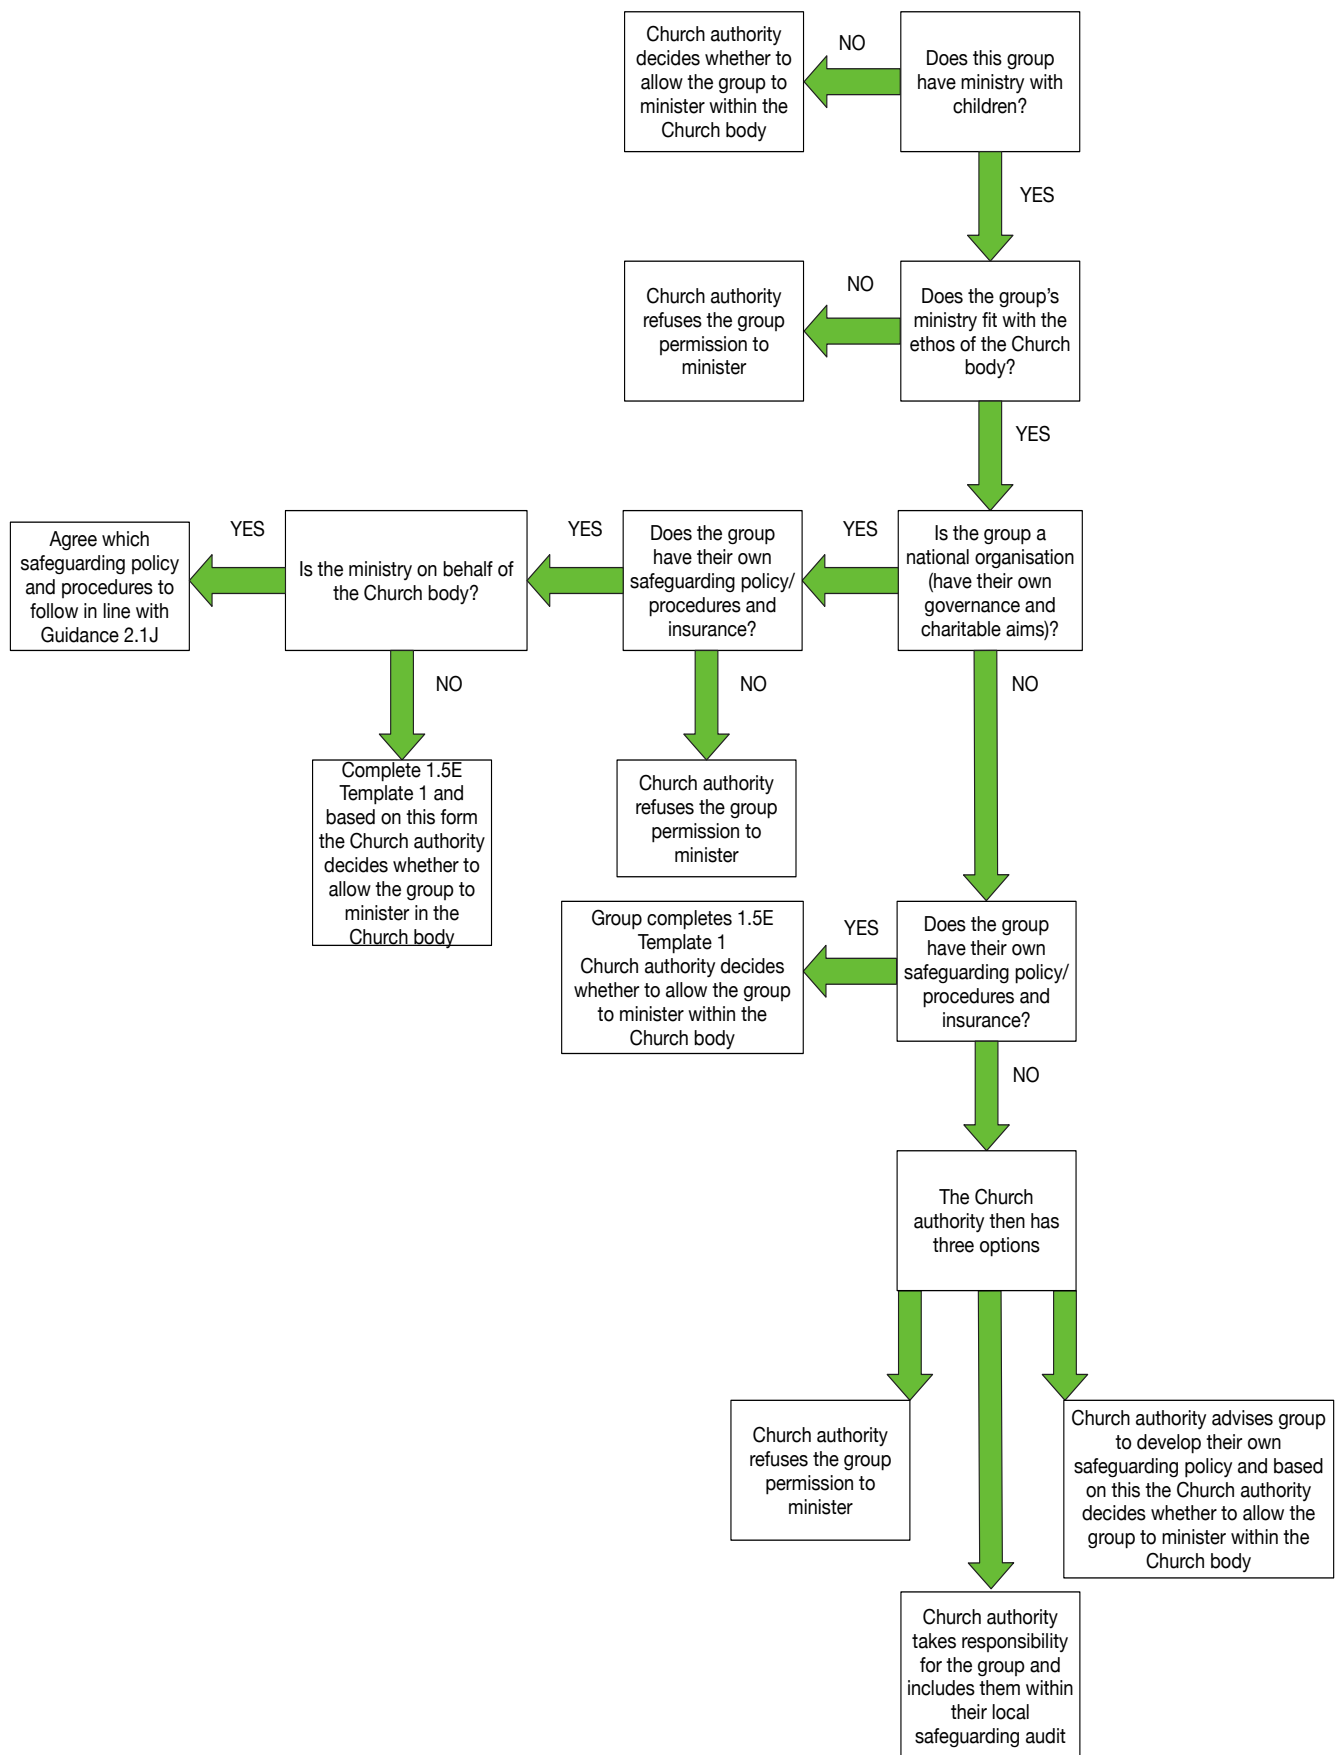 Church authority
decides whether to
allow the group to
minister within the
Church body
NO
Does this group
have ministry with
children?
YES
Church authority
refuses the group
permission to
minister
NO
Does the group's
ministry fit with the
ethos of the Church
body?
YES
Agree which
safeguarding policy
and procedures to
follow in line with
Guidance 2.1J
YES
Is the ministry on behalf of
the Church body?
YES
Does the group
have their own
safeguarding policy/
procedures and
insurance?
YES
Is the group a
national organisation
(have their own
governance and
charitable aims)?
NO
NO
NO
Complete 1.5E
Template 1 and
based on this form
the Church authority
decides whether to
allow the group to
minister in the
Church body
Church authority
refuses the group
permission to
minister
Group completes 1.5E
Template 1
Church authority decides
whether to allow the group
to minister within the
Church body
YES
Does the group
have their own
safeguarding policy/
procedures and
insurance?
NO
The Church
authority then has
three options
Church authority
refuses the group
permission to
minister
Church authority advises group
to develop their own
safeguarding policy and based
on this the Church authority
decides whether to allow the
group to minister within the
Church body
Church authority
takes responsibility
for the group and
includes them within
their local
safeguarding audit